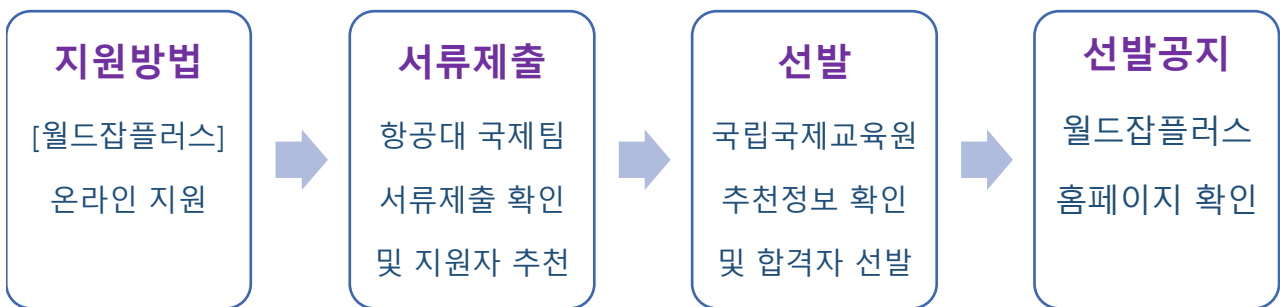 지원방법
[월드잡플러스]
온라인 지원
서류제출
항공대 국제팀
서류제출 확인
및 지원자 추천
선발
국립국제교육원
추천정보 확인
및 합격자 선발
선발공지
월드잡플러스
홈페이지 확인